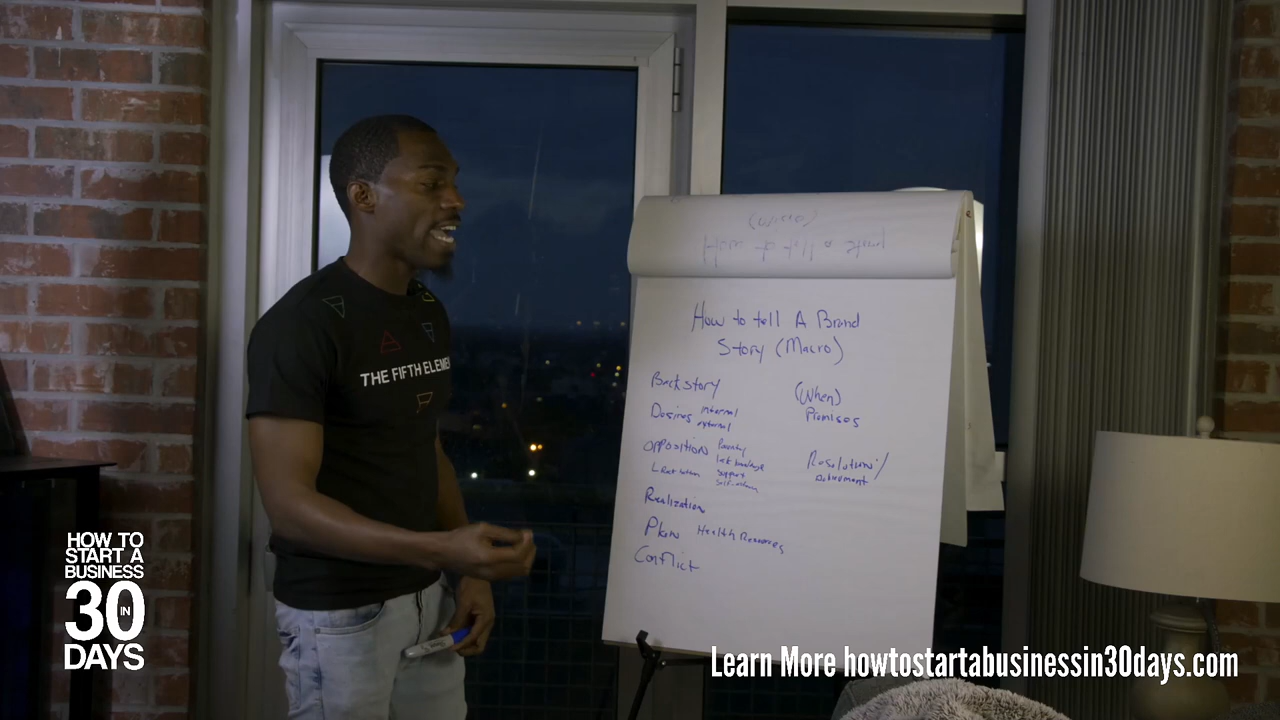 How to tell A Brand
Story (Macro)
Backstory
Desires internal
external
opposition Poverty
lack knowledge
support
Realization
Plan Health Resources
Conflict
(When)
Promises
Resolution/
THE FIFTH ELEMEN
HOW TO
START A
BUSINESS
30 IN
DAYS
Learn More howtostartabusinessin30days.com